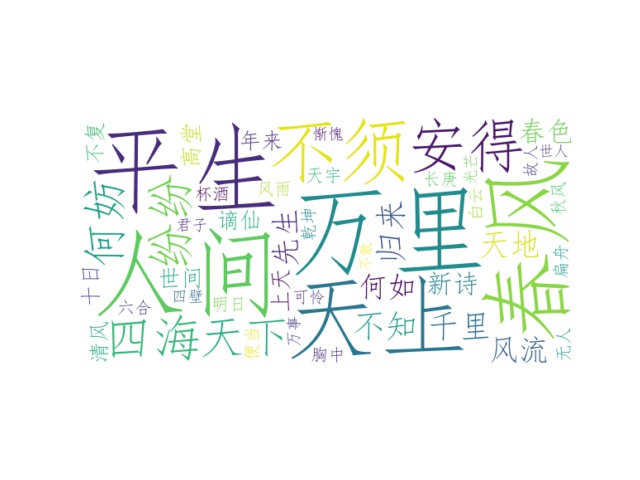 平生
不须
安得
春色
不复
高堂
年来
惭愧
天宇
长庚
光芒
故人
世人
何妨
纷纷
杯酒
风雨
白云
秋风
君子
谪仙
万里
归来
春风
人间
先生
乾坤
天地
扁舟
十日
世间
上天
何如
新诗
六合
四壁
明日
可怜
天上
不知
千里
清风
四海
天下
便当
万事
胸中
风流
无人